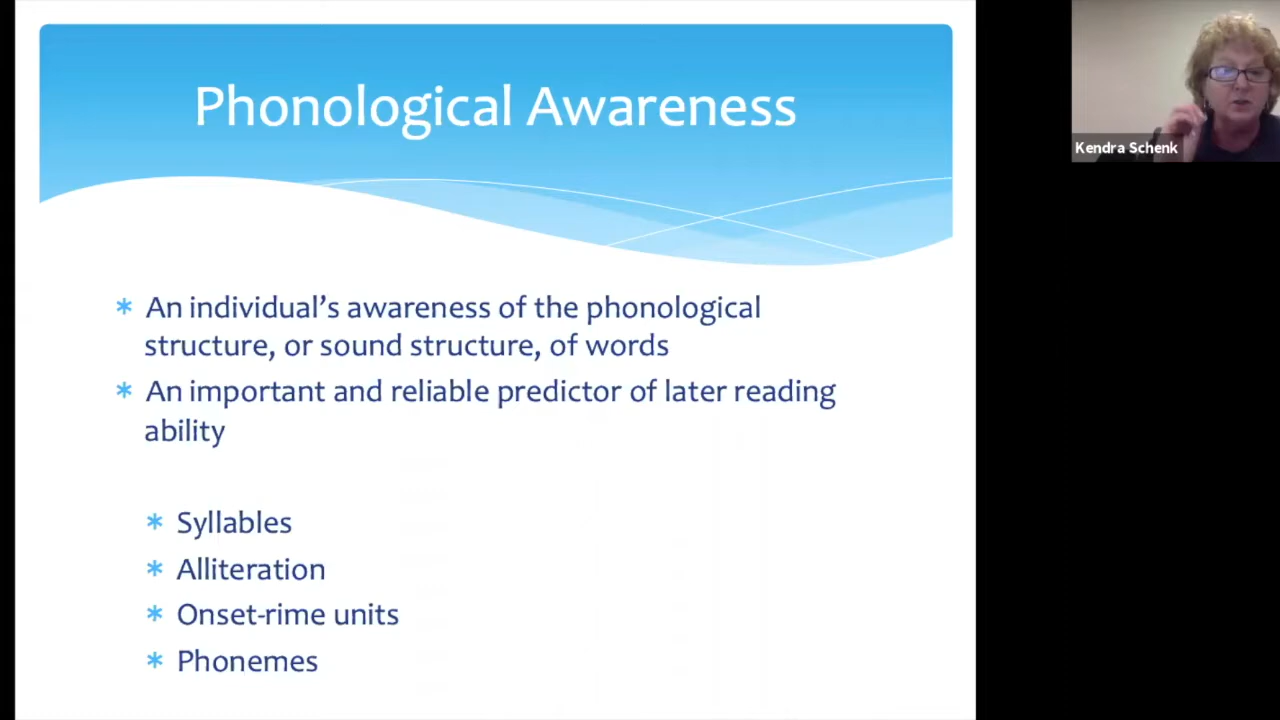 Phonological Awareness
Kendra Schenk
* An individual's awareness of the phonological
structure, or sound structure, of words
* An important and reliable predictor of later reading
ability
* Syllables
* Alliteration
* Onset-rime units
* Phonemes